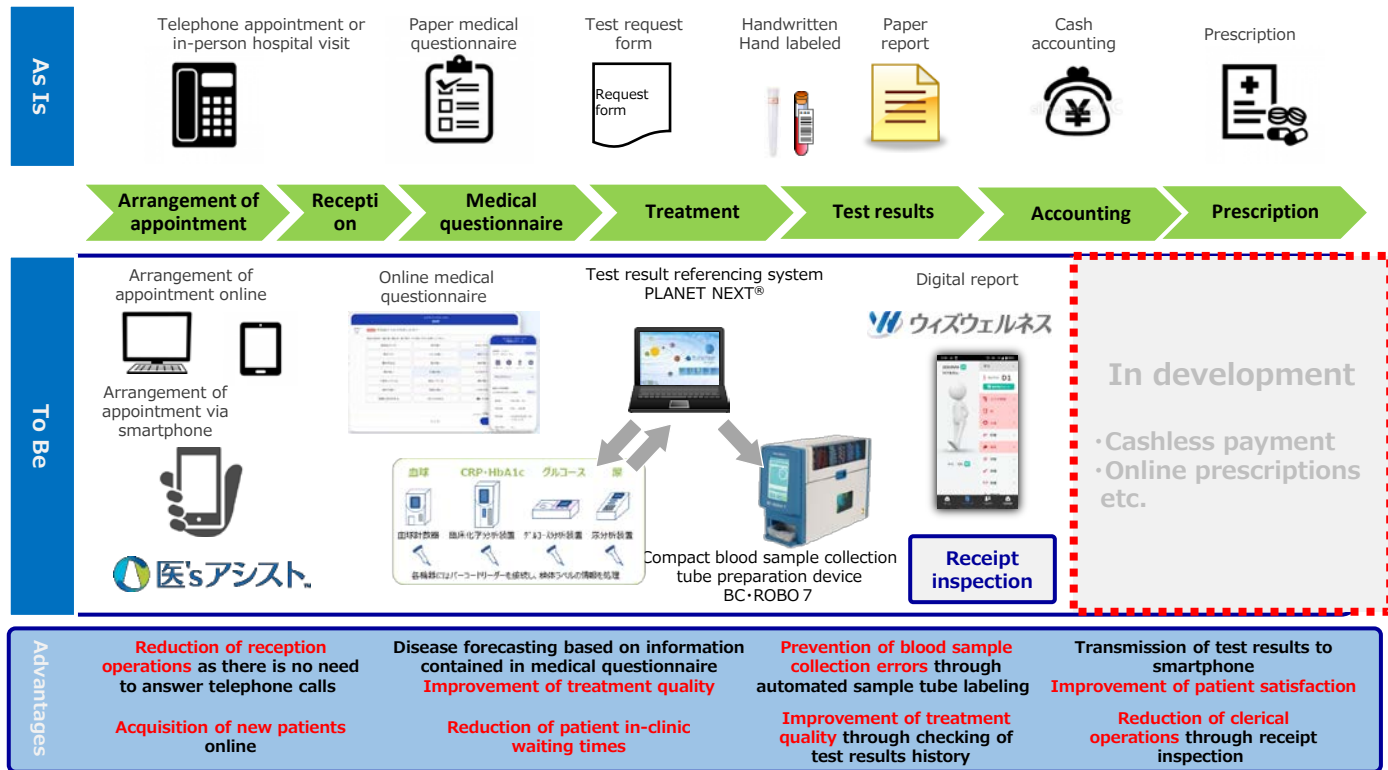 As Is
Telephone appointment or
in-person hospital visit
Paper medical
questionnaire
Test request
form
Request
form
Handwritten
Hand labeled
Paper
report
Cash
accounting
Prescription
Arrangement of
appointment
Recepti
on
Medical
questionnaire
Treatment
Test results
Accounting
Prescription
To Be
Arrangement of
appointment online
Arrangement of
appointment via
smartphone
医'sアシスト™
Online medical
questionnaire
血球
CRP・HbA1c
グルコース
尿
血球計数器
臨床化学分析装置
グルコース分析装置
尿分析装置
各機器にはバーコードリーダーを接続し、検体ラベルの情報を処理
Test result referencing system
PLANET NEXT®
Compact blood sample collection
tube preparation device
BC・ROBO 7
Digital report
ウィズウェルネス
D1
Receipt
inspection
In development
・Cashless payment
・Online prescriptions
etc.
Advantages
Reduction of reception
operations as there is no need
to answer telephone calls
Acquisition of new patients
online
Disease forecasting based on information
contained in medical questionnaire
Improvement of treatment quality
Reduction of patient in-clinic
waiting times
Prevention of blood sample
collection errors through
automated sample tube labeling
Improvement of treatment
quality through checking of
test results history
Transmission of test results to
smartphone
Improvement of patient satisfaction
Reduction of clerical
operations through receipt
inspection